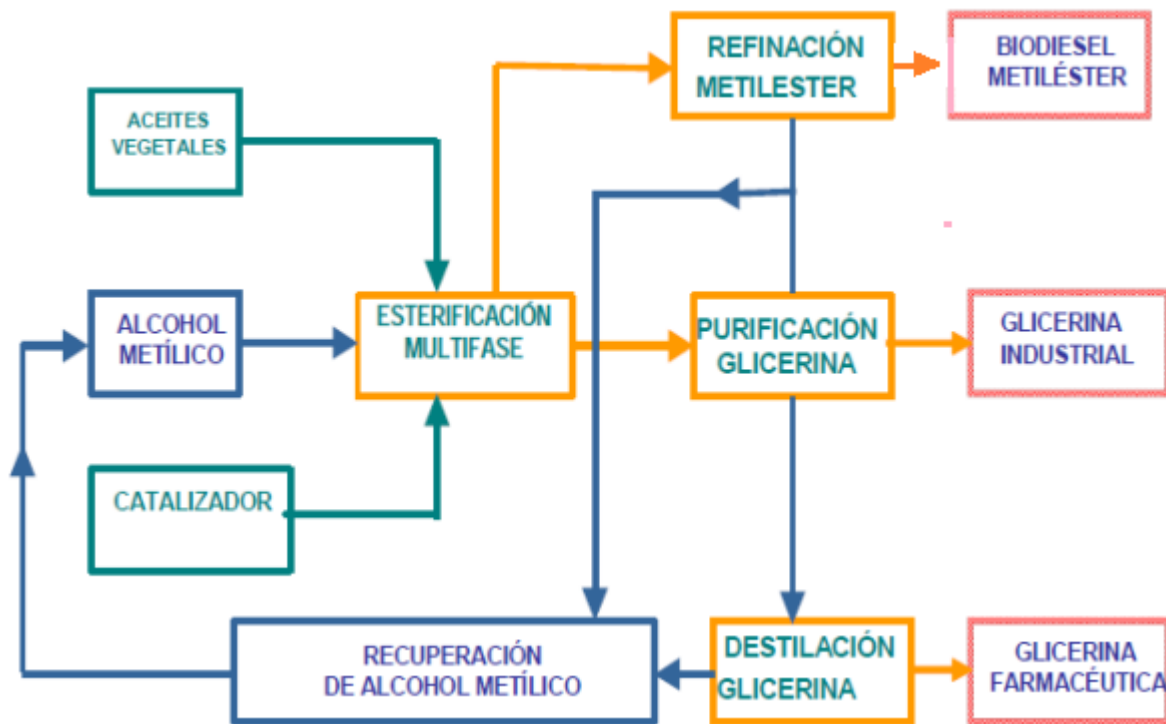 REFINACIÓN
METILESTER
BIODIESEL
METILÉSTER
ACEITES
VEGETALES
ALCOHOL
METÍLICO
ESTERIFICACIÓN
MULTIFASE
PURIFICACIÓN
GLICERINA
GLICERINA
INDUSTRIAL
CATALIZADOR
RECUPERACIÓN
DE ALCOHOL METÍLICO
DESTILACIÓN
GLICERINA
GLICERINA
FARMACÉUTICA